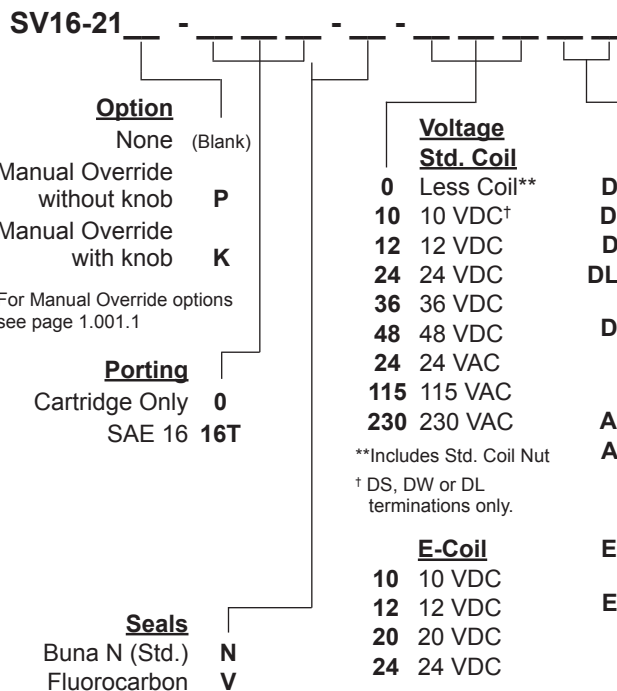 SV16-21__ - __ __ __ - __ - __ __ __ __ __
Option
None (Blank)
Manual Override
without knob P
Manual Override
with knob K
For Manual Override options
see page 1.001.1
Porting
Cartridge Only 0
SAE 16 16T
Seals
Buna N (Std.) N
Fluorocarbon V
Voltage
Std. Coil
0 Less Coil**
10 10 VDC†
12 12 VDC
24 24 VDC
36 36 VDC
48 48 VDC
24 24 VAC
115 115 VAC
230 230 VAC
**Includes Std. Coil Nut
† DS, DW or DL
terminations only.
E-Coil
10 10 VDC
12 12 VDC
20 20 VDC
24 24 VDC
D
D
D
DL
D
A
A
E
E